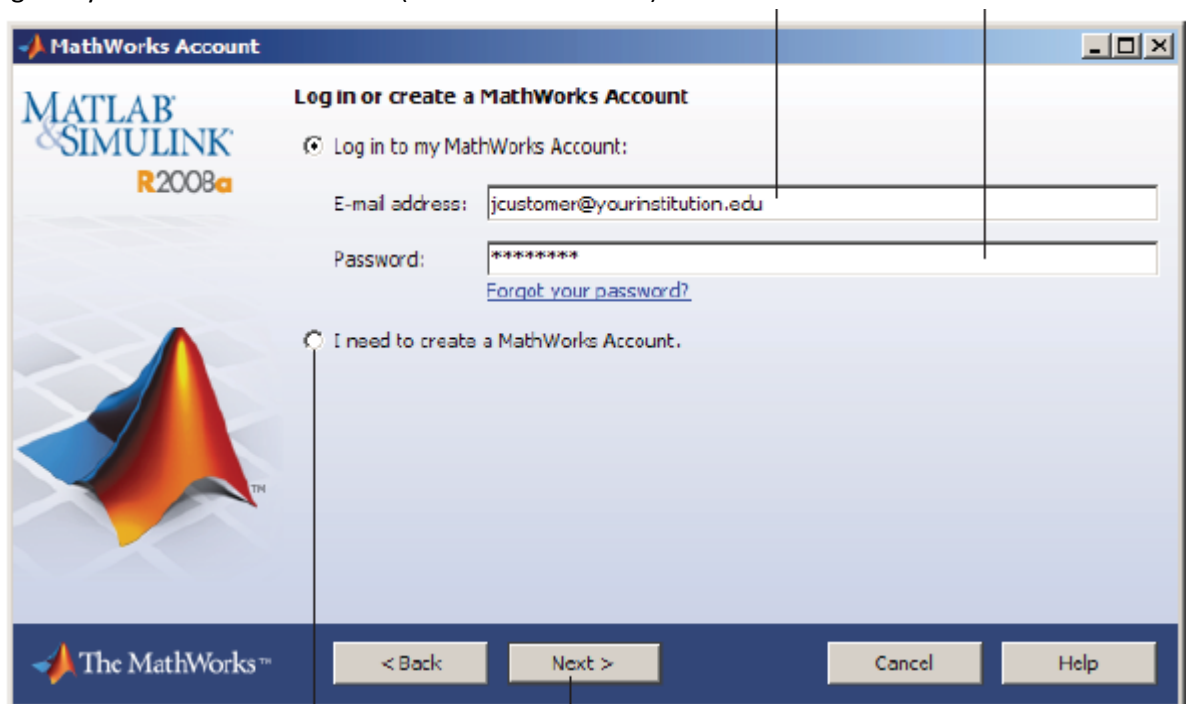 MathWorks Account
MATLAB
&SIMULINK
R2008a
Log in or create a MathWorks Account
Log in to my MathWorks Account:
E-mail address: jcustomer@yourinstitution.edu
Password: ********
Forgot your password?
I need to create a MathWorks Account.
TM
The MathWorks™
< Back Next > Cancel Help